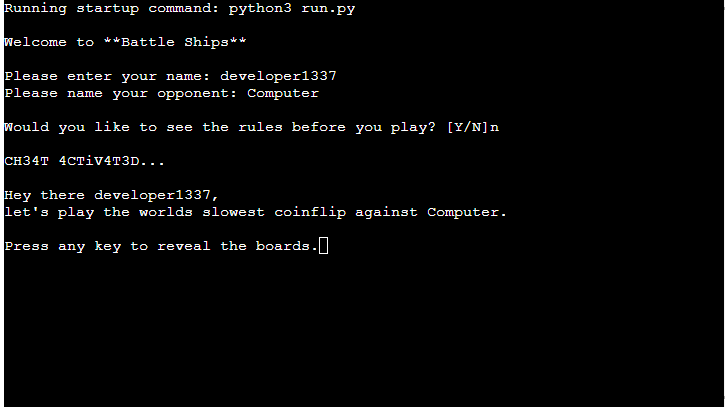 Running startup command: python3 run.py
Welcome to **Battle Ships**
Please enter your name: developer1337
Please name your opponent: Computer
Would you like to see the rules before you play? [Y/N]n
CH34T 4CTiV4T3D...
Hey there developer1337,
let's play the worlds slowest coinflip against Computer.
Press any key to reveal the boards.